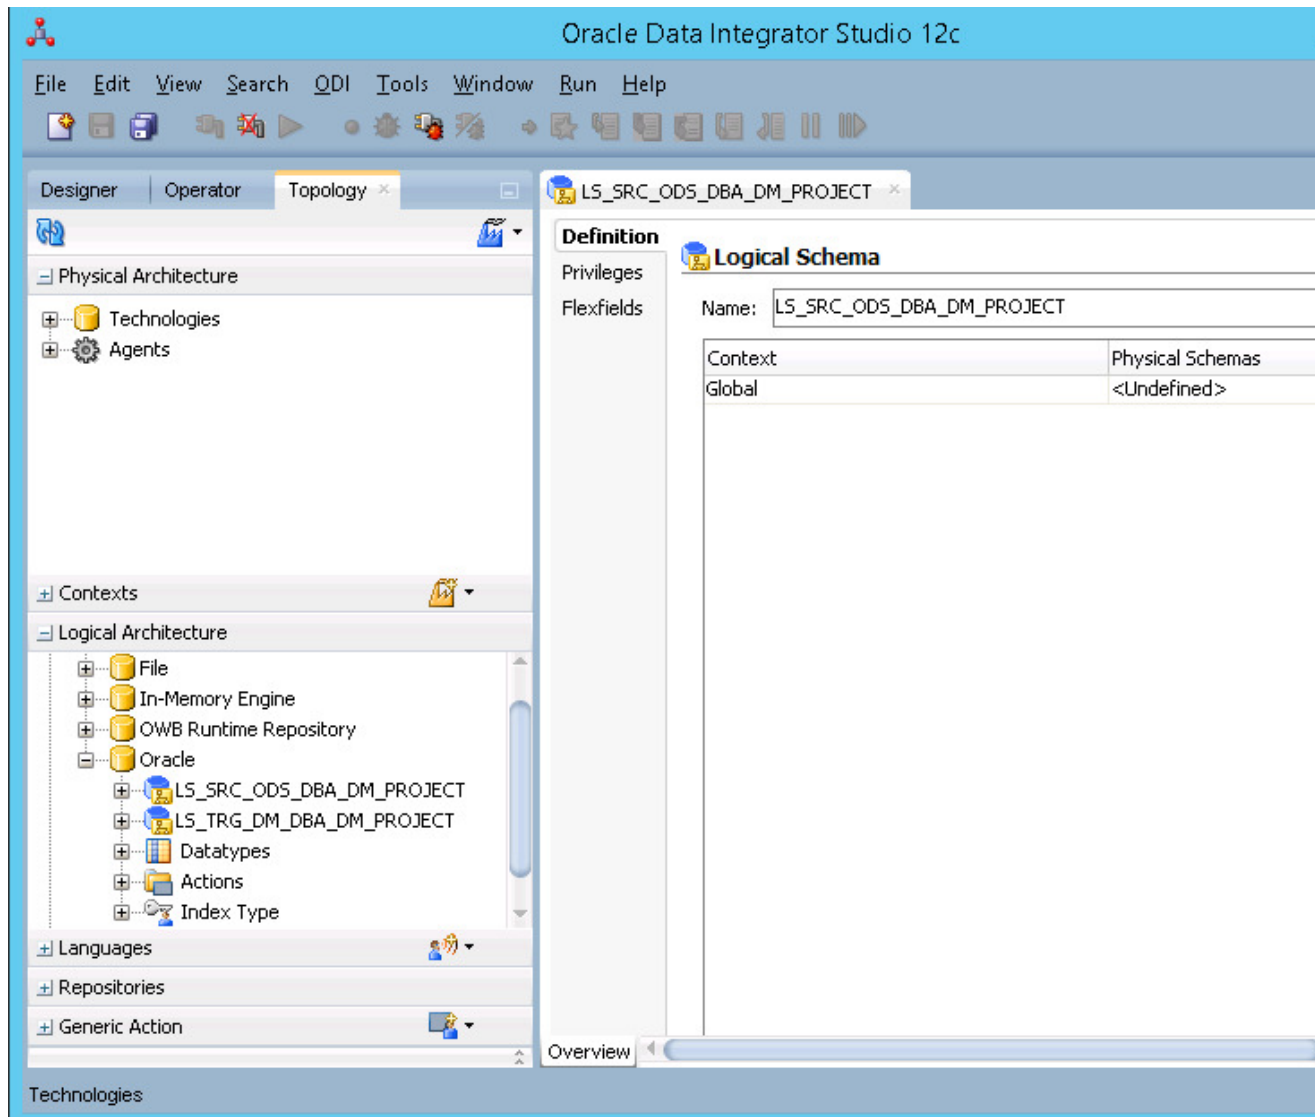 Oracle Data Integrator Studio 12c
File Edit View Search ODI Tools Window Run Help
Designer Operator Topology
LS_SRC_ODS_DBA_DM_PROJECT
Physical Architecture
Technologies
Agents
Contexts
Logical Architecture
File
In-Memory Engine
OWB Runtime Repository
Oracle
LS_SRC_ODS_DBA_DM_PROJECT
LS_TRG_DM_DBA_DM_PROJECT
Datatypes
Actions
Index Type
Languages
Repositories
Generic Action
Definition
Privileges
Flexfields
Logical Schema
Name: LS_SRC_ODS_DBA_DM_PROJECT
Context Physical Schemas
Global <Undefined>
Overview
Technologies